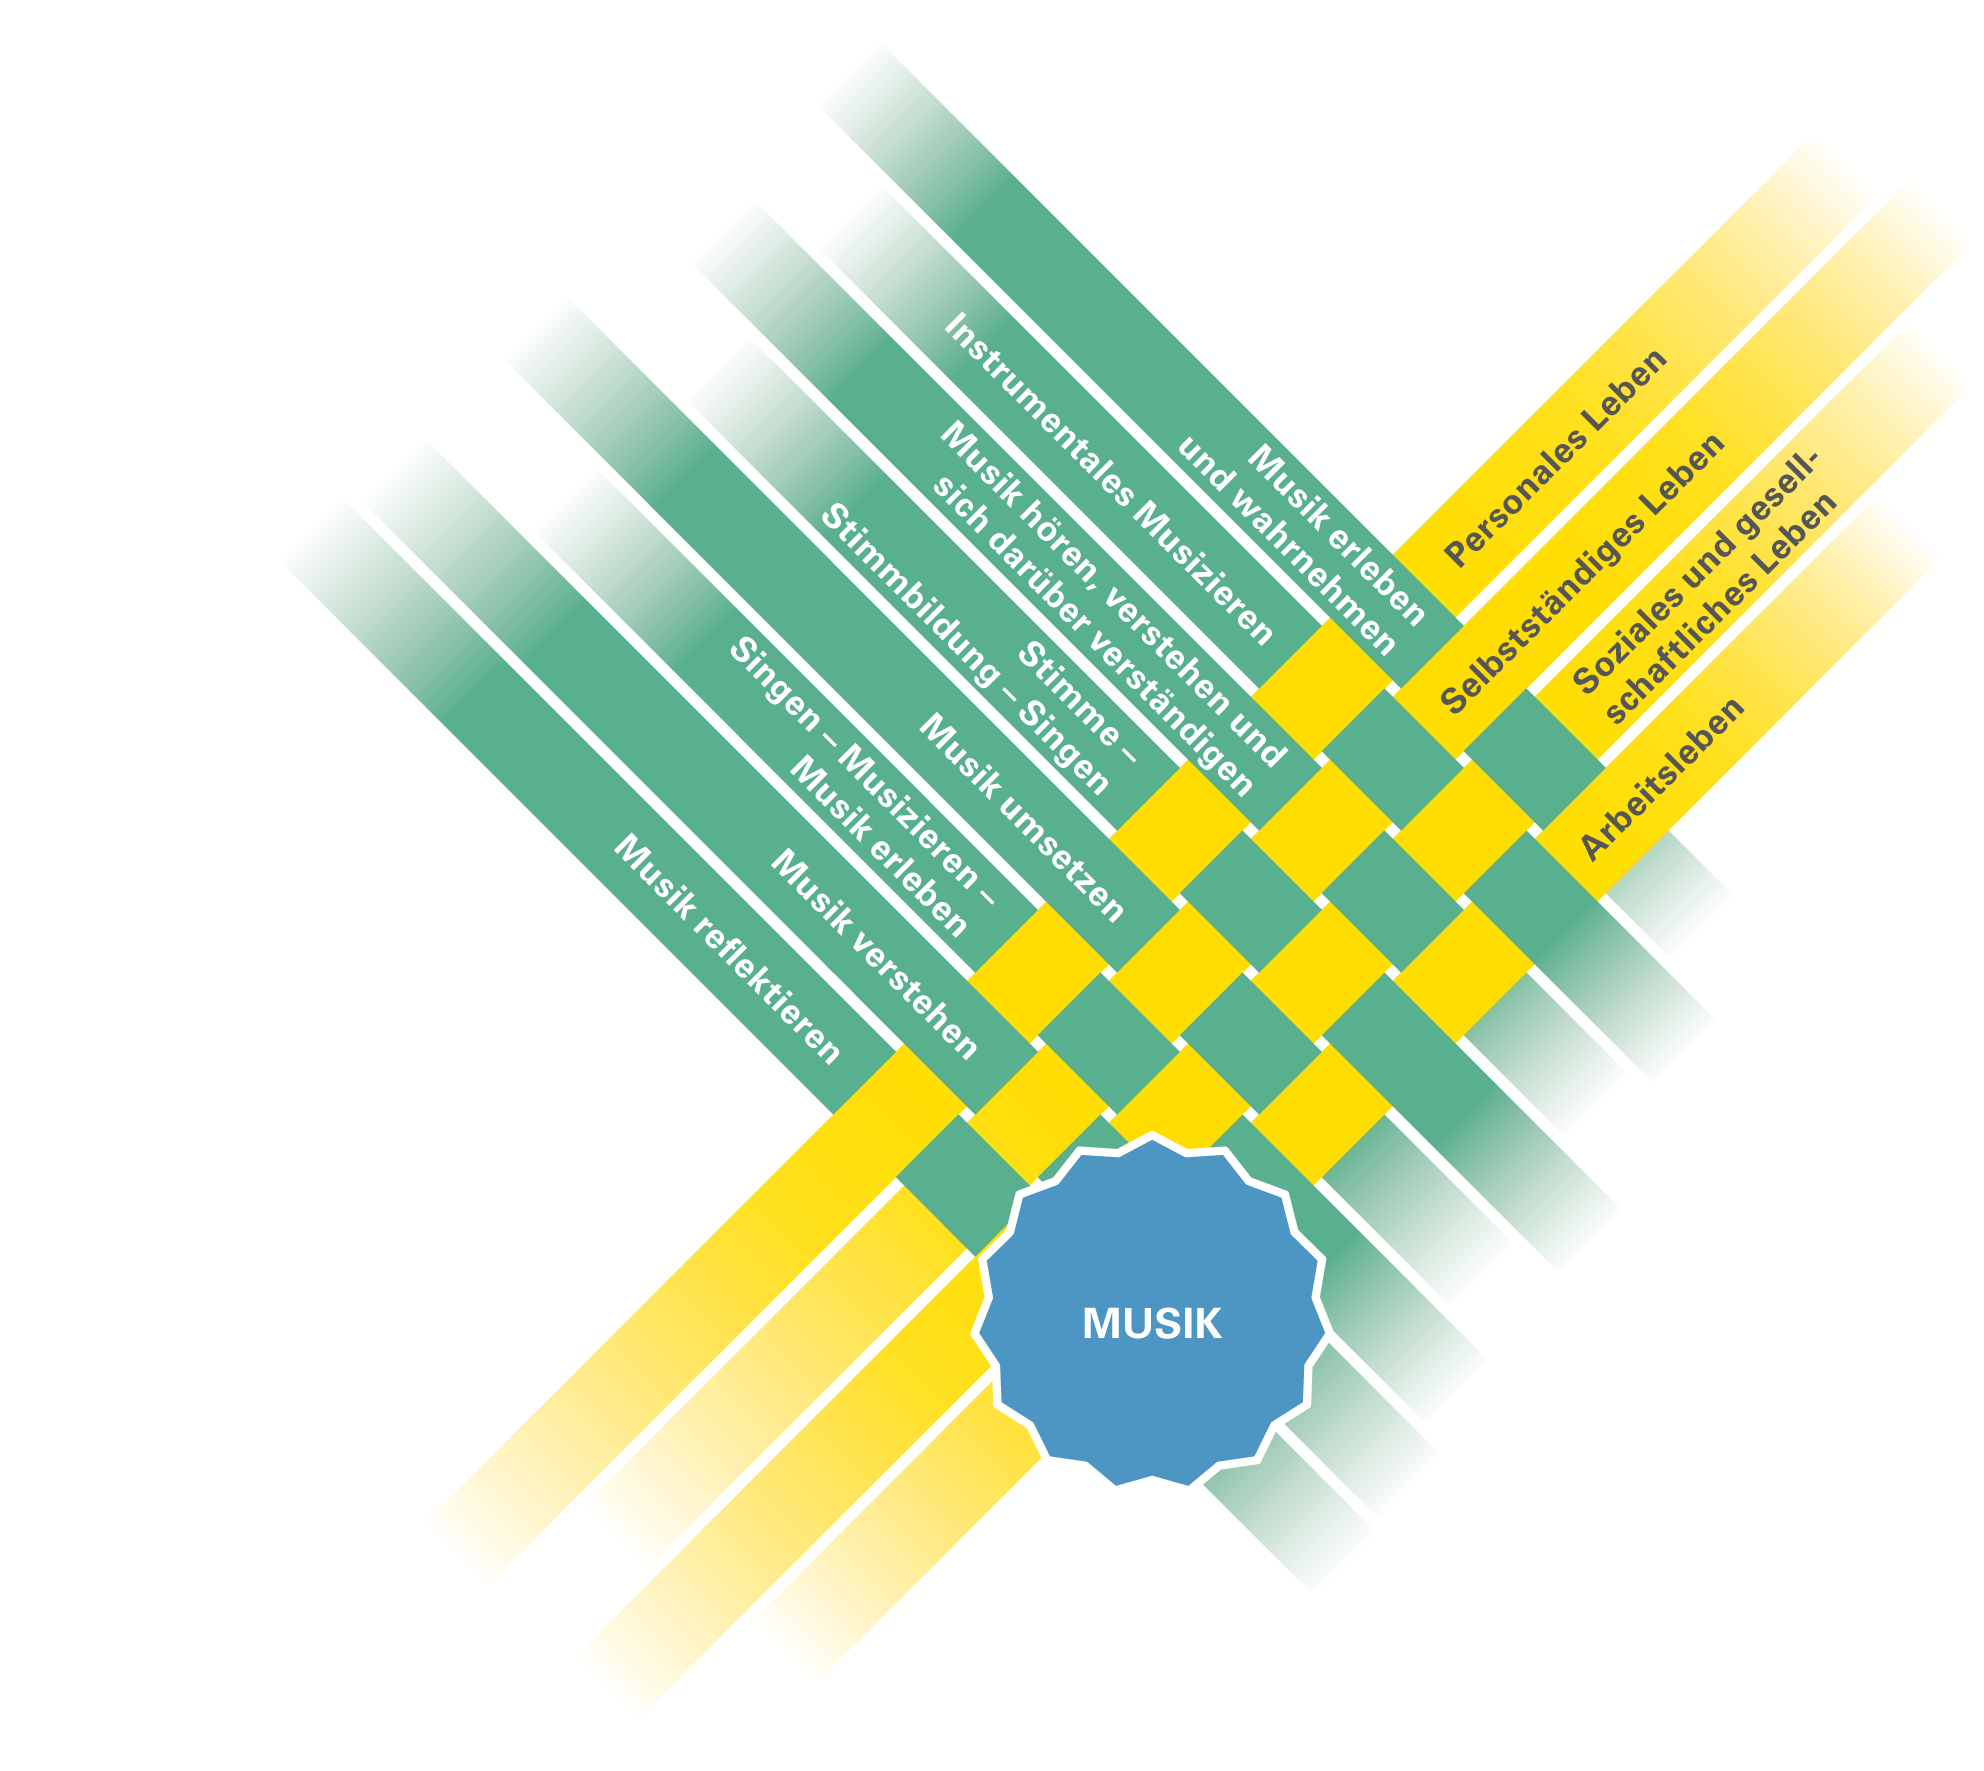 Musik erleben
und wahrnehmen
Instrumentales Musizieren
Musik hören, verstehen und
sich darüber verständigen
Stimme –
Stimmbildung – Singen
Musik umsetzen
Singen – Musizieren –
Musik erleben
Musik verstehen
Musik reflektieren
Personales Leben
Selbstständiges Leben
Soziales und gesell-
schaftliches Leben
Arbeitsleben
MUSIK